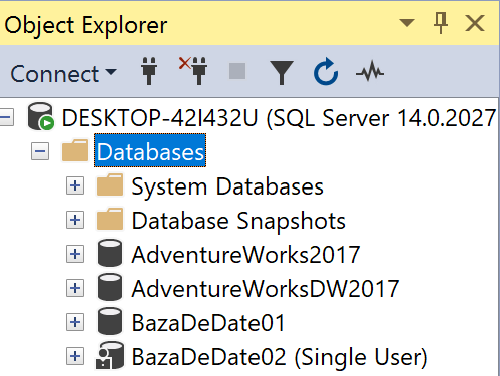 Object Explorer
Connect
DESKTOP-42I432U (SQL Server 14.0.2027
Databases
System Databases
Database Snapshots
AdventureWorks2017
AdventureWorksDW2017
BazaDeDate01
BazaDeDate02 (Single User)